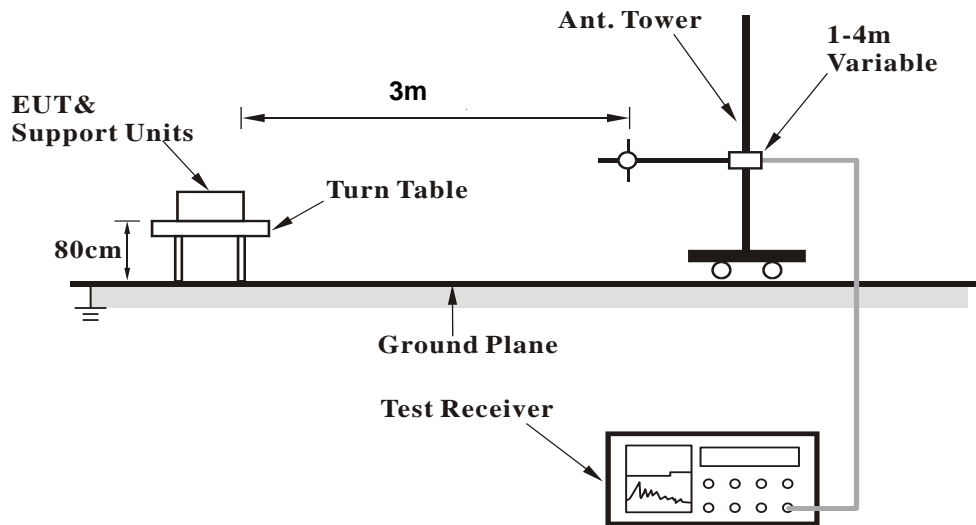 Ant. Tower
1-4m
Variable
3m
EUT&
Support Units
Turn Table
80cm
Ground Plane
Test Receiver